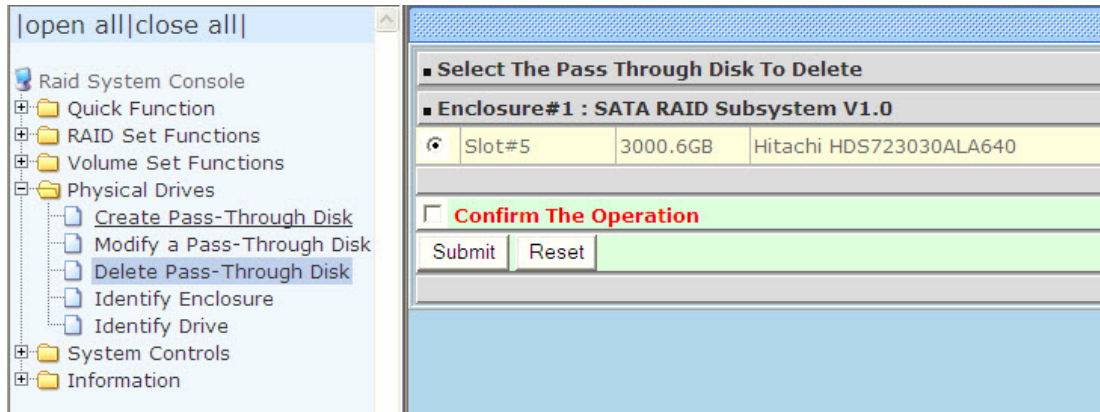 |open all|close all|
Raid System Console
Quick Function
RAID Set Functions
Volume Set Functions
Physical Drives
Create Pass-Through Disk
Modify a Pass-Through Disk
Delete Pass-Through Disk
Identify Enclosure
Identify Drive
System Controls
Information
Select The Pass Through Disk To Delete
Enclosure#1 : SATA RAID Subsystem V1.0
Slot#5 3000.6GB Hitachi HDS723030ALA640
Confirm The Operation
Submit Reset